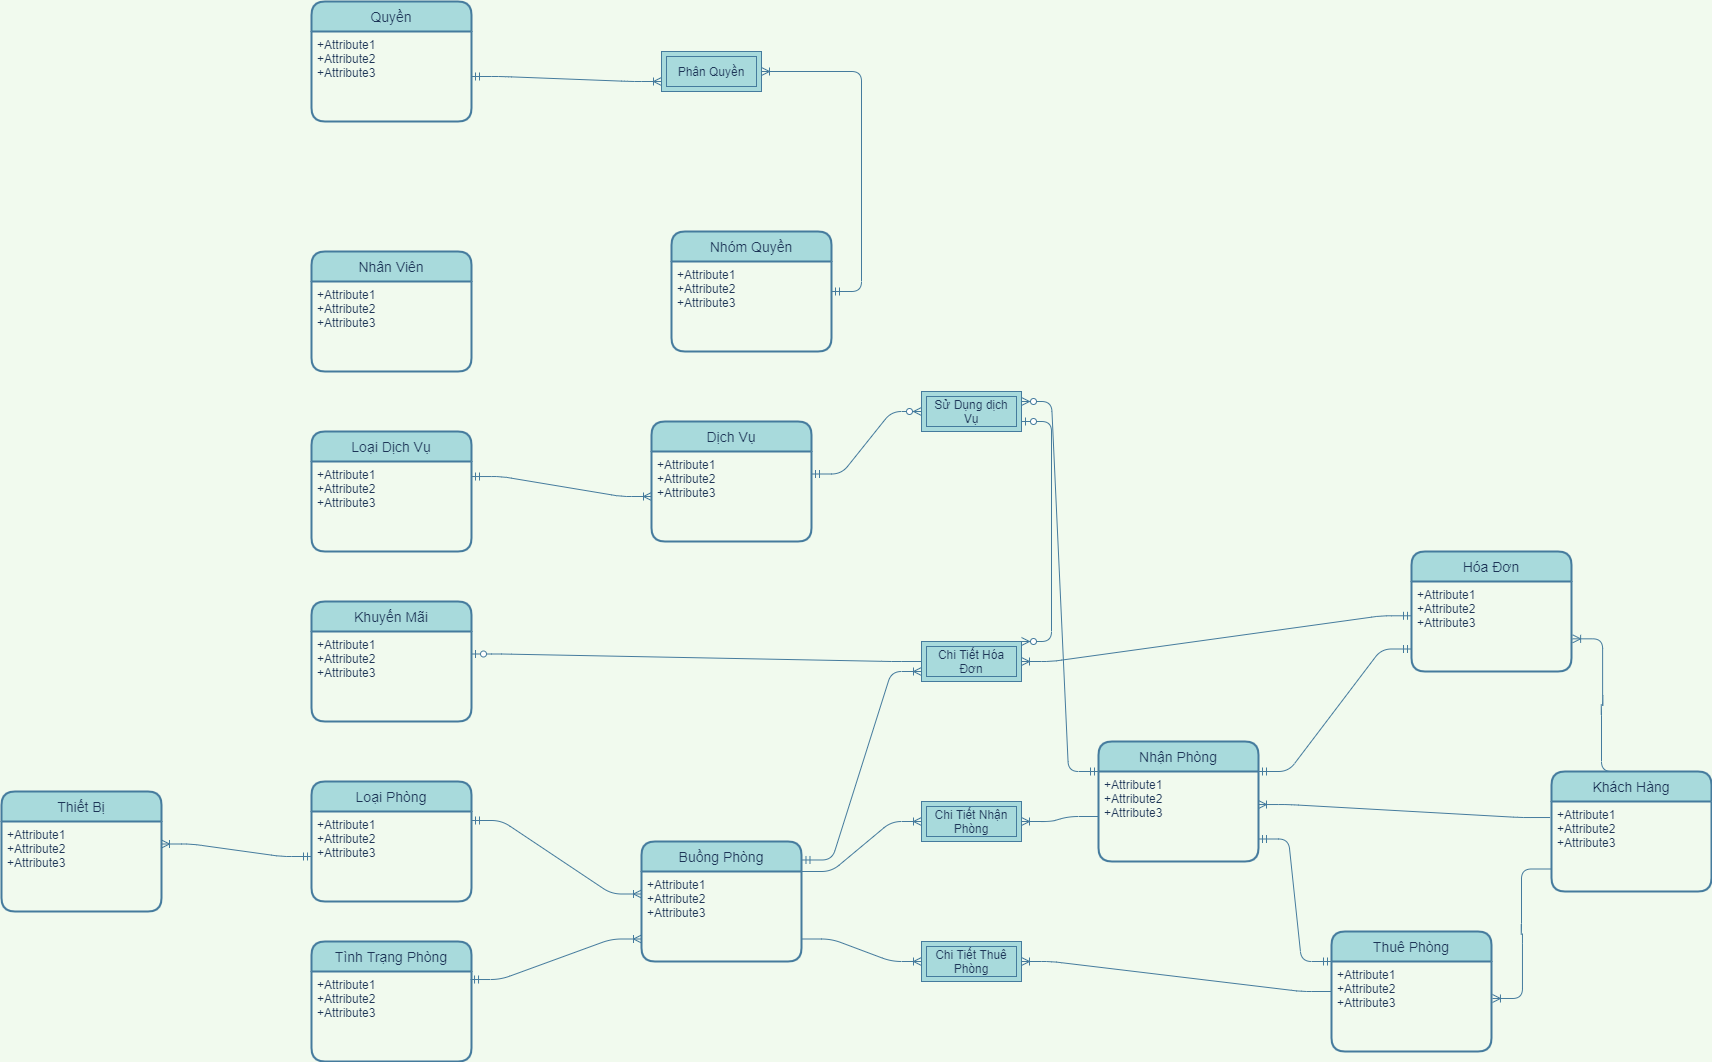 Quyền
+Attribute1
+Attribute2
+Attribute3
Phân Quyền
Nhân Viên
+Attribute1
+Attribute2
+Attribute3
Nhóm Quyền
+Attribute1
+Attribute2
+Attribute3
Loại Dịch Vụ
+Attribute1
+Attribute2
+Attribute3
Dịch Vụ
+Attribute1
+Attribute2
+Attribute3
Sử Dụng dịch
Vụ
Khuyến Mãi
+Attribute1
+Attribute2
+Attribute3
Chi Tiết Hóa
Đơn
Hóa Đơn
+Attribute1
+Attribute2
+Attribute3
Thiết Bị
+Attribute1
+Attribute2
+Attribute3
Loại Phòng
+Attribute1
+Attribute2
+Attribute3
Buồng Phòng
+Attribute1
+Attribute2
+Attribute3
Chi Tiết Nhận
Phòng
Nhận Phòng
+Attribute1
+Attribute2
+Attribute3
Khách Hàng
+Attribute1
+Attribute2
+Attribute3
Tình Trạng Phòng
+Attribute1
+Attribute2
+Attribute3
Chi Tiết Thuê
Phòng
Thuê Phòng
+Attribute1
+Attribute2
+Attribute3